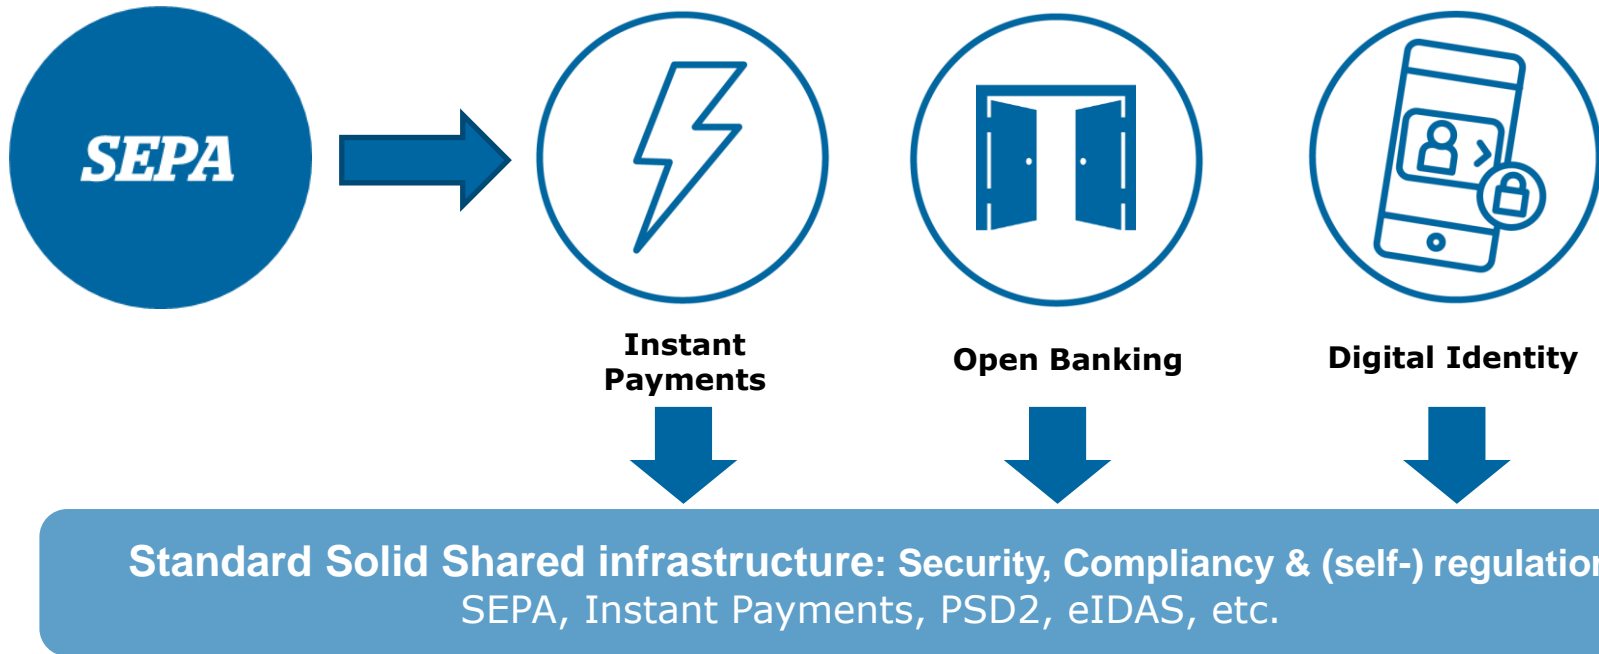 SEPA
Instant
Payments
Open Banking
Digital Identity
Standard Solid Shared infrastructure: Security, Compliancy & (self-) regulation
SEPA, Instant Payments, PSD2, eIDAS, etc.